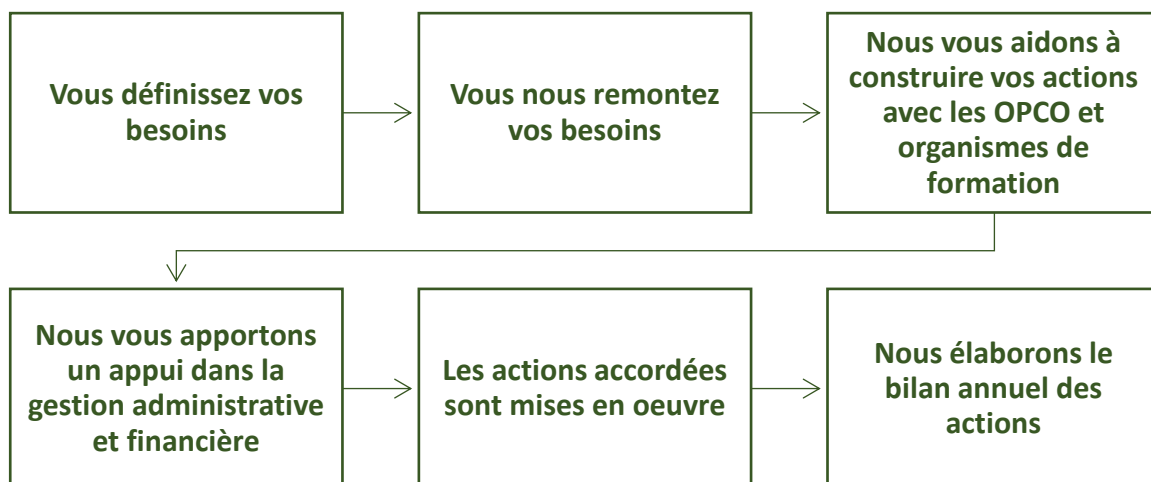 Vous définissez vos
besoins
Vous nous remontez
vos besoins
Nous vous aidons à
construire vos actions
avec les OPCO et
organismes de
formation
Nous vous apportons
un appui dans la
gestion administrative
et financière
Les actions accordées
sont mises en oeuvre
Nous élaborons le
bilan annuel des
actions